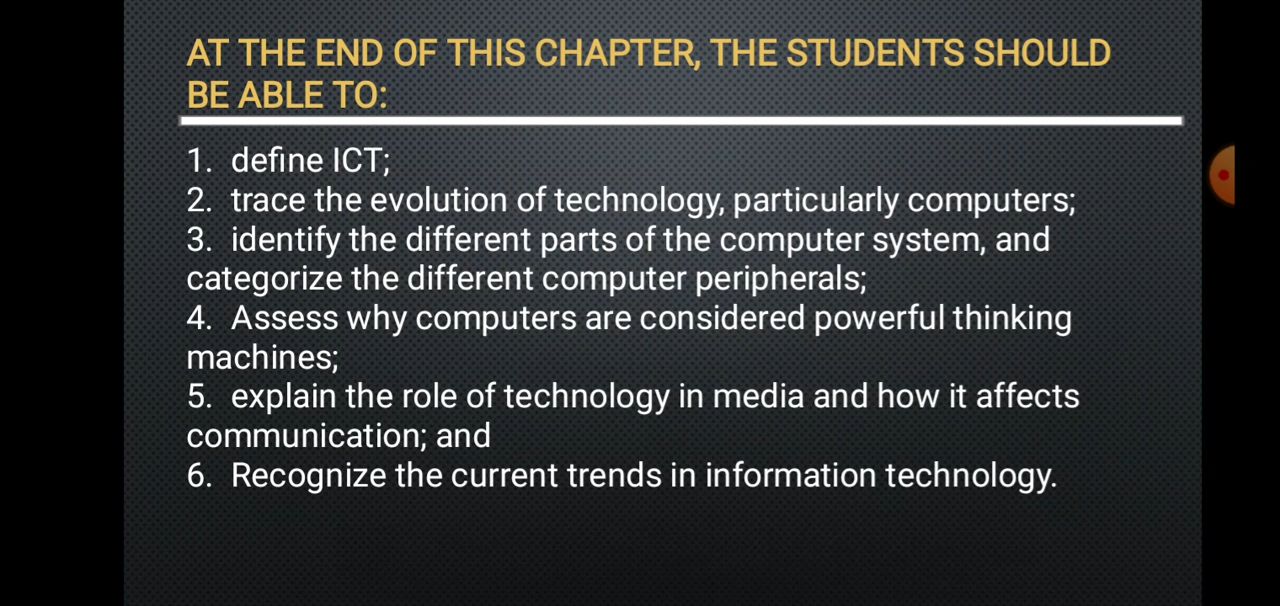 AT THE END OF THIS CHAPTER, THE STUDENTS SHOULD
BE ABLE TO:
1. define ICT;
2. trace the evolution of technology, particularly computers;
3. identify the different parts of the computer system, and
categorize the different computer peripherals;
4. Assess why computers are considered powerful thinking
machines;
5. explain the role of technology in media and how it affects
communication; and
6. Recognize the current trends in information technology.